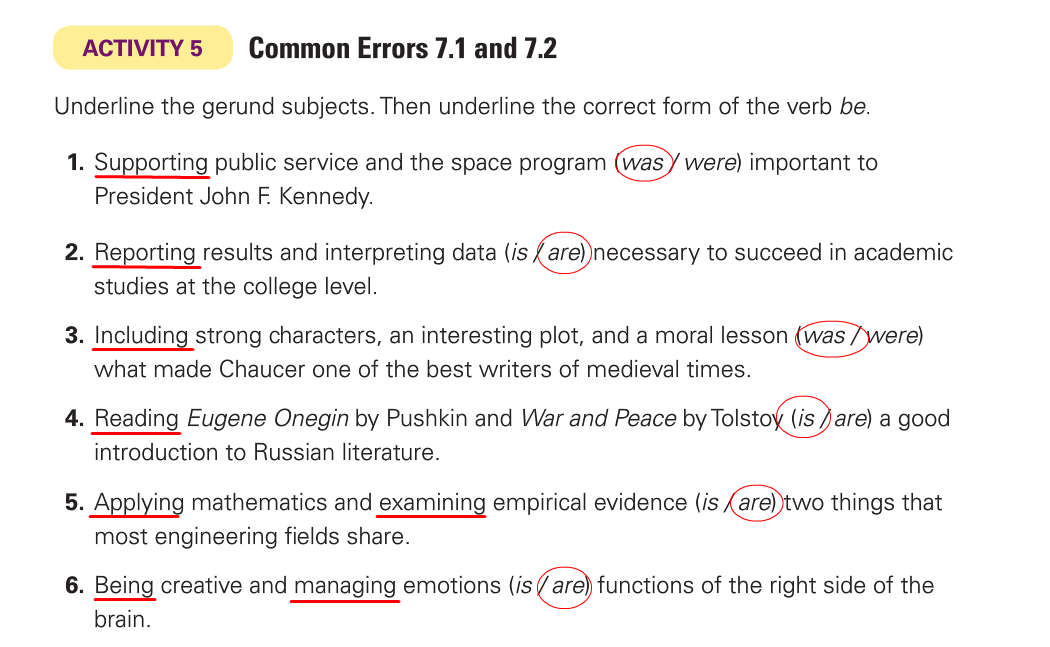 ACTIVITY 5 Common Errors 7.1 and 7.2
Underline the gerund subjects. Then underline the correct form of the verb be.
1. Supporting public service and the space program (was / were) important to
President John F. Kennedy.
2. Reporting results and interpreting data (is / are) necessary to succeed in academic
studies at the college level.
3. Including strong characters, an interesting plot, and a moral lesson (was / were)
what made Chaucer one of the best writers of medieval times.
4. Reading Eugene Onegin by Pushkin and War and Peace by Tolstoy (is / are) a good
introduction to Russian literature.
5. Applying mathematics and examining empirical evidence (is / are) two things that
most engineering fields share.
6. Being creative and managing emotions (is / are) functions of the right side of the
brain.